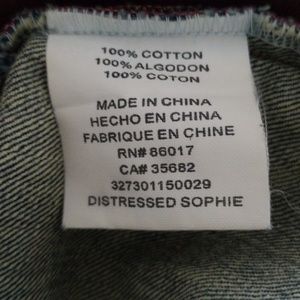 100% COTTON
100% ALGODON
100% COTON
MADE IN CHINA
HECHO EN CHINA
FABRIQUE EN CHINE
RN# 86017
CA# 35682
327301150029
DISTRESSED SOPHIE